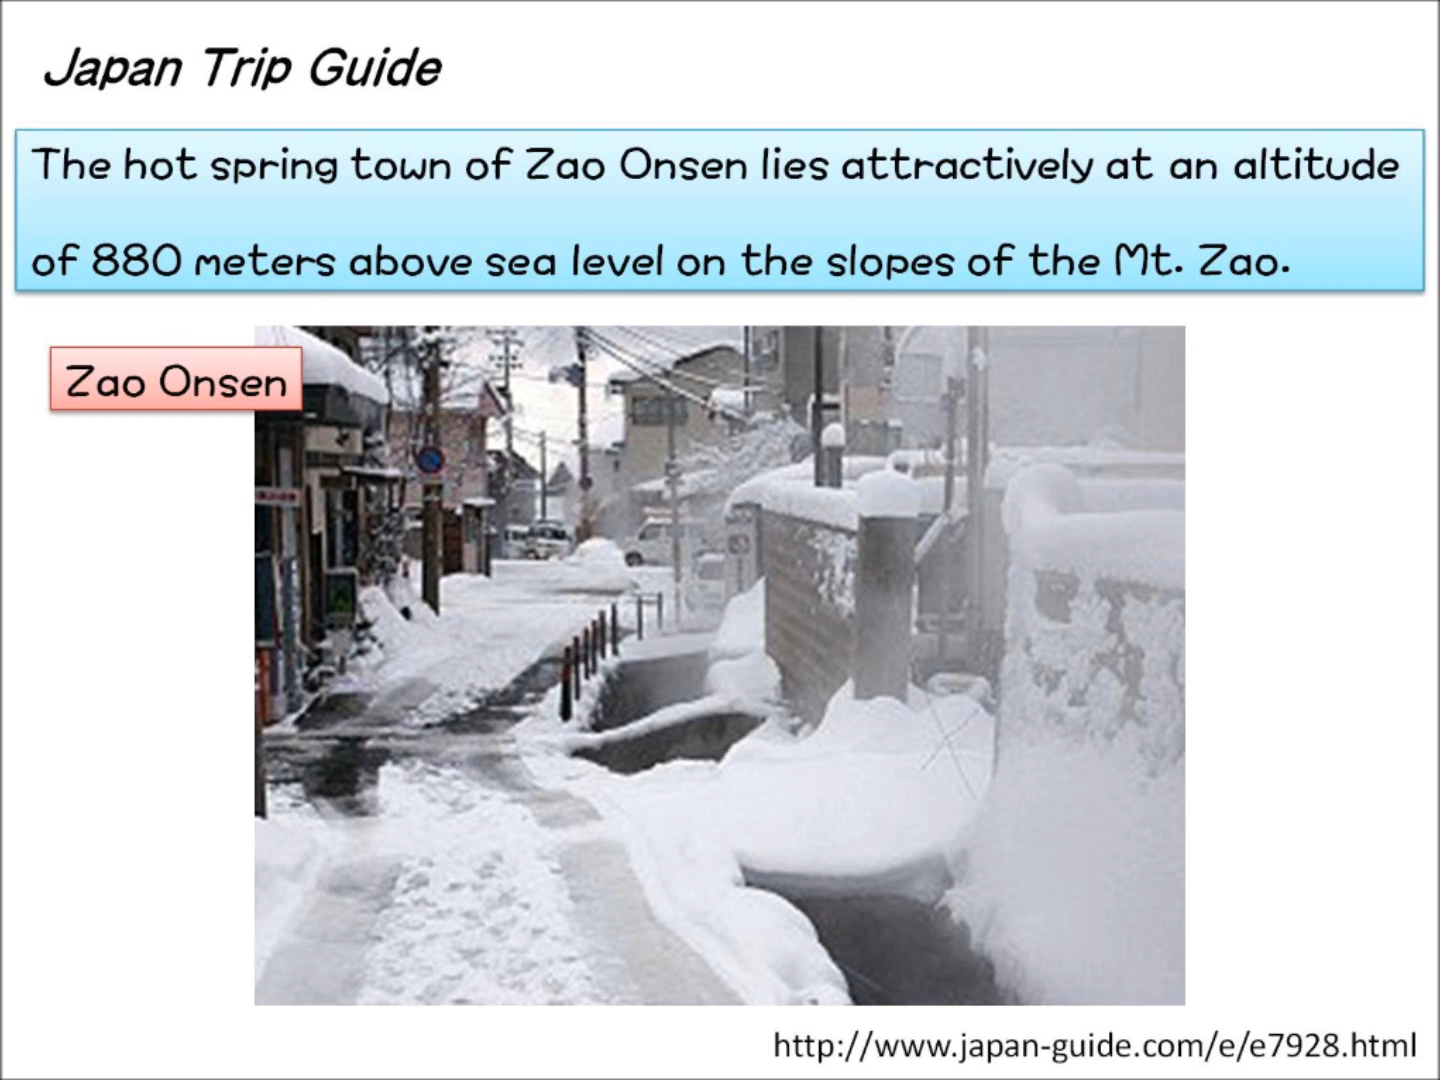 Japan Trip Guide
The hot spring town of Zao Onsen lies attractively at an altitude
of 880 meters above sea level on the slopes of the Mt. Zao.
Zao Onsen
http://www.japan-guide.com/e/e7928.html